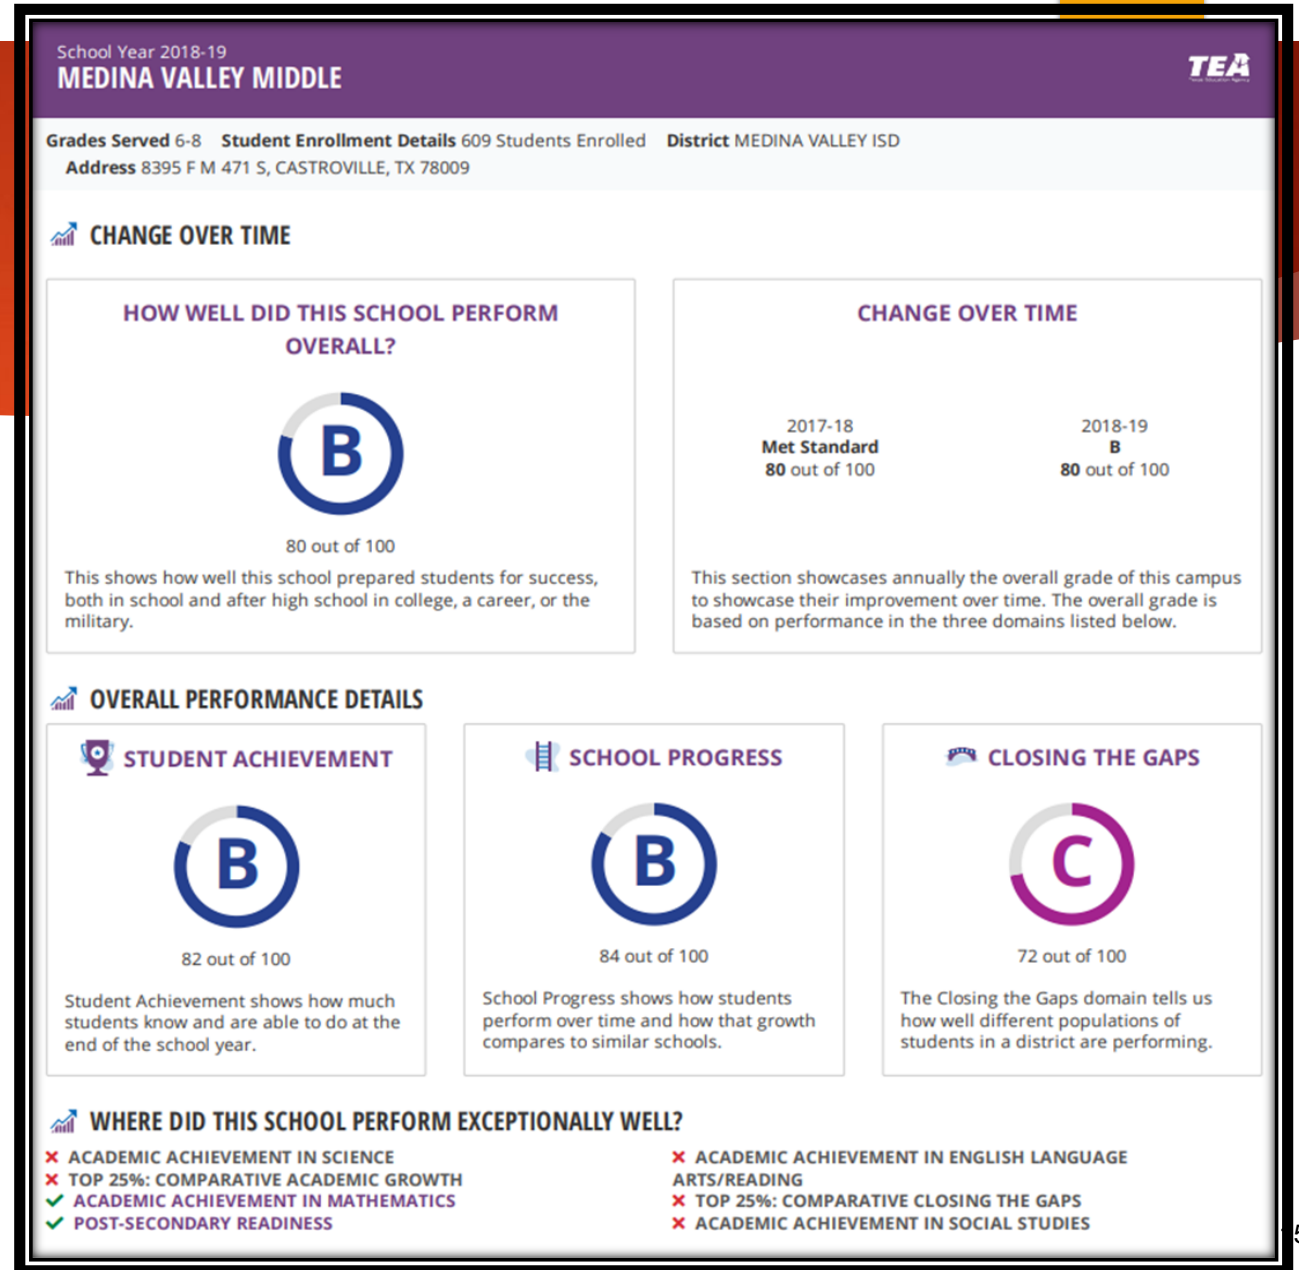 School Year 2018-19
MEDINA VALLEY MIDDLE
TEA
Grades Served 6-8 Student Enrollment Details 609 Students Enrolled District MEDINA VALLEY ISD
Address 8395 F M 471 S, CASTROVILLE, TX 78009
CHANGE OVER TIME
HOW WELL DID THIS SCHOOL PERFORM
OVERALL?
B
80 out of 100
This shows how well this school prepared students for success,
both in school and after high school in college, a career, or the
military.
CHANGE OVER TIME
2017-18
Met Standard
80 out of 100
2018-19
B
80 out of 100
This section showcases annually the overall grade of this campus
to showcase their improvement over time. The overall grade is
based on performance in the three domains listed below.
OVERALL PERFORMANCE DETAILS
STUDENT ACHIEVEMENT
B
82 out of 100
Student Achievement shows how much
students know and are able to do at the
end of the school year.
SCHOOL PROGRESS
B
84 out of 100
School Progress shows how students
perform over time and how that growth
compares to similar schools.
CLOSING THE GAPS
C
72 out of 100
The Closing the Gaps domain tells us
how well different populations of
students in a district are performing.
WHERE DID THIS SCHOOL PERFORM EXCEPTIONALLY WELL?
ACADEMIC ACHIEVEMENT IN SCIENCE
TOP 25%: COMPARATIVE ACADEMIC GROWTH
ACADEMIC ACHIEVEMENT IN MATHEMATICS
POST-SECONDARY READINESS
ACADEMIC ACHIEVEMENT IN ENGLISH LANGUAGE
ARTS/READING
TOP 25%: COMPARATIVE CLOSING THE GAPS
ACADEMIC ACHIEVEMENT IN SOCIAL STUDIES